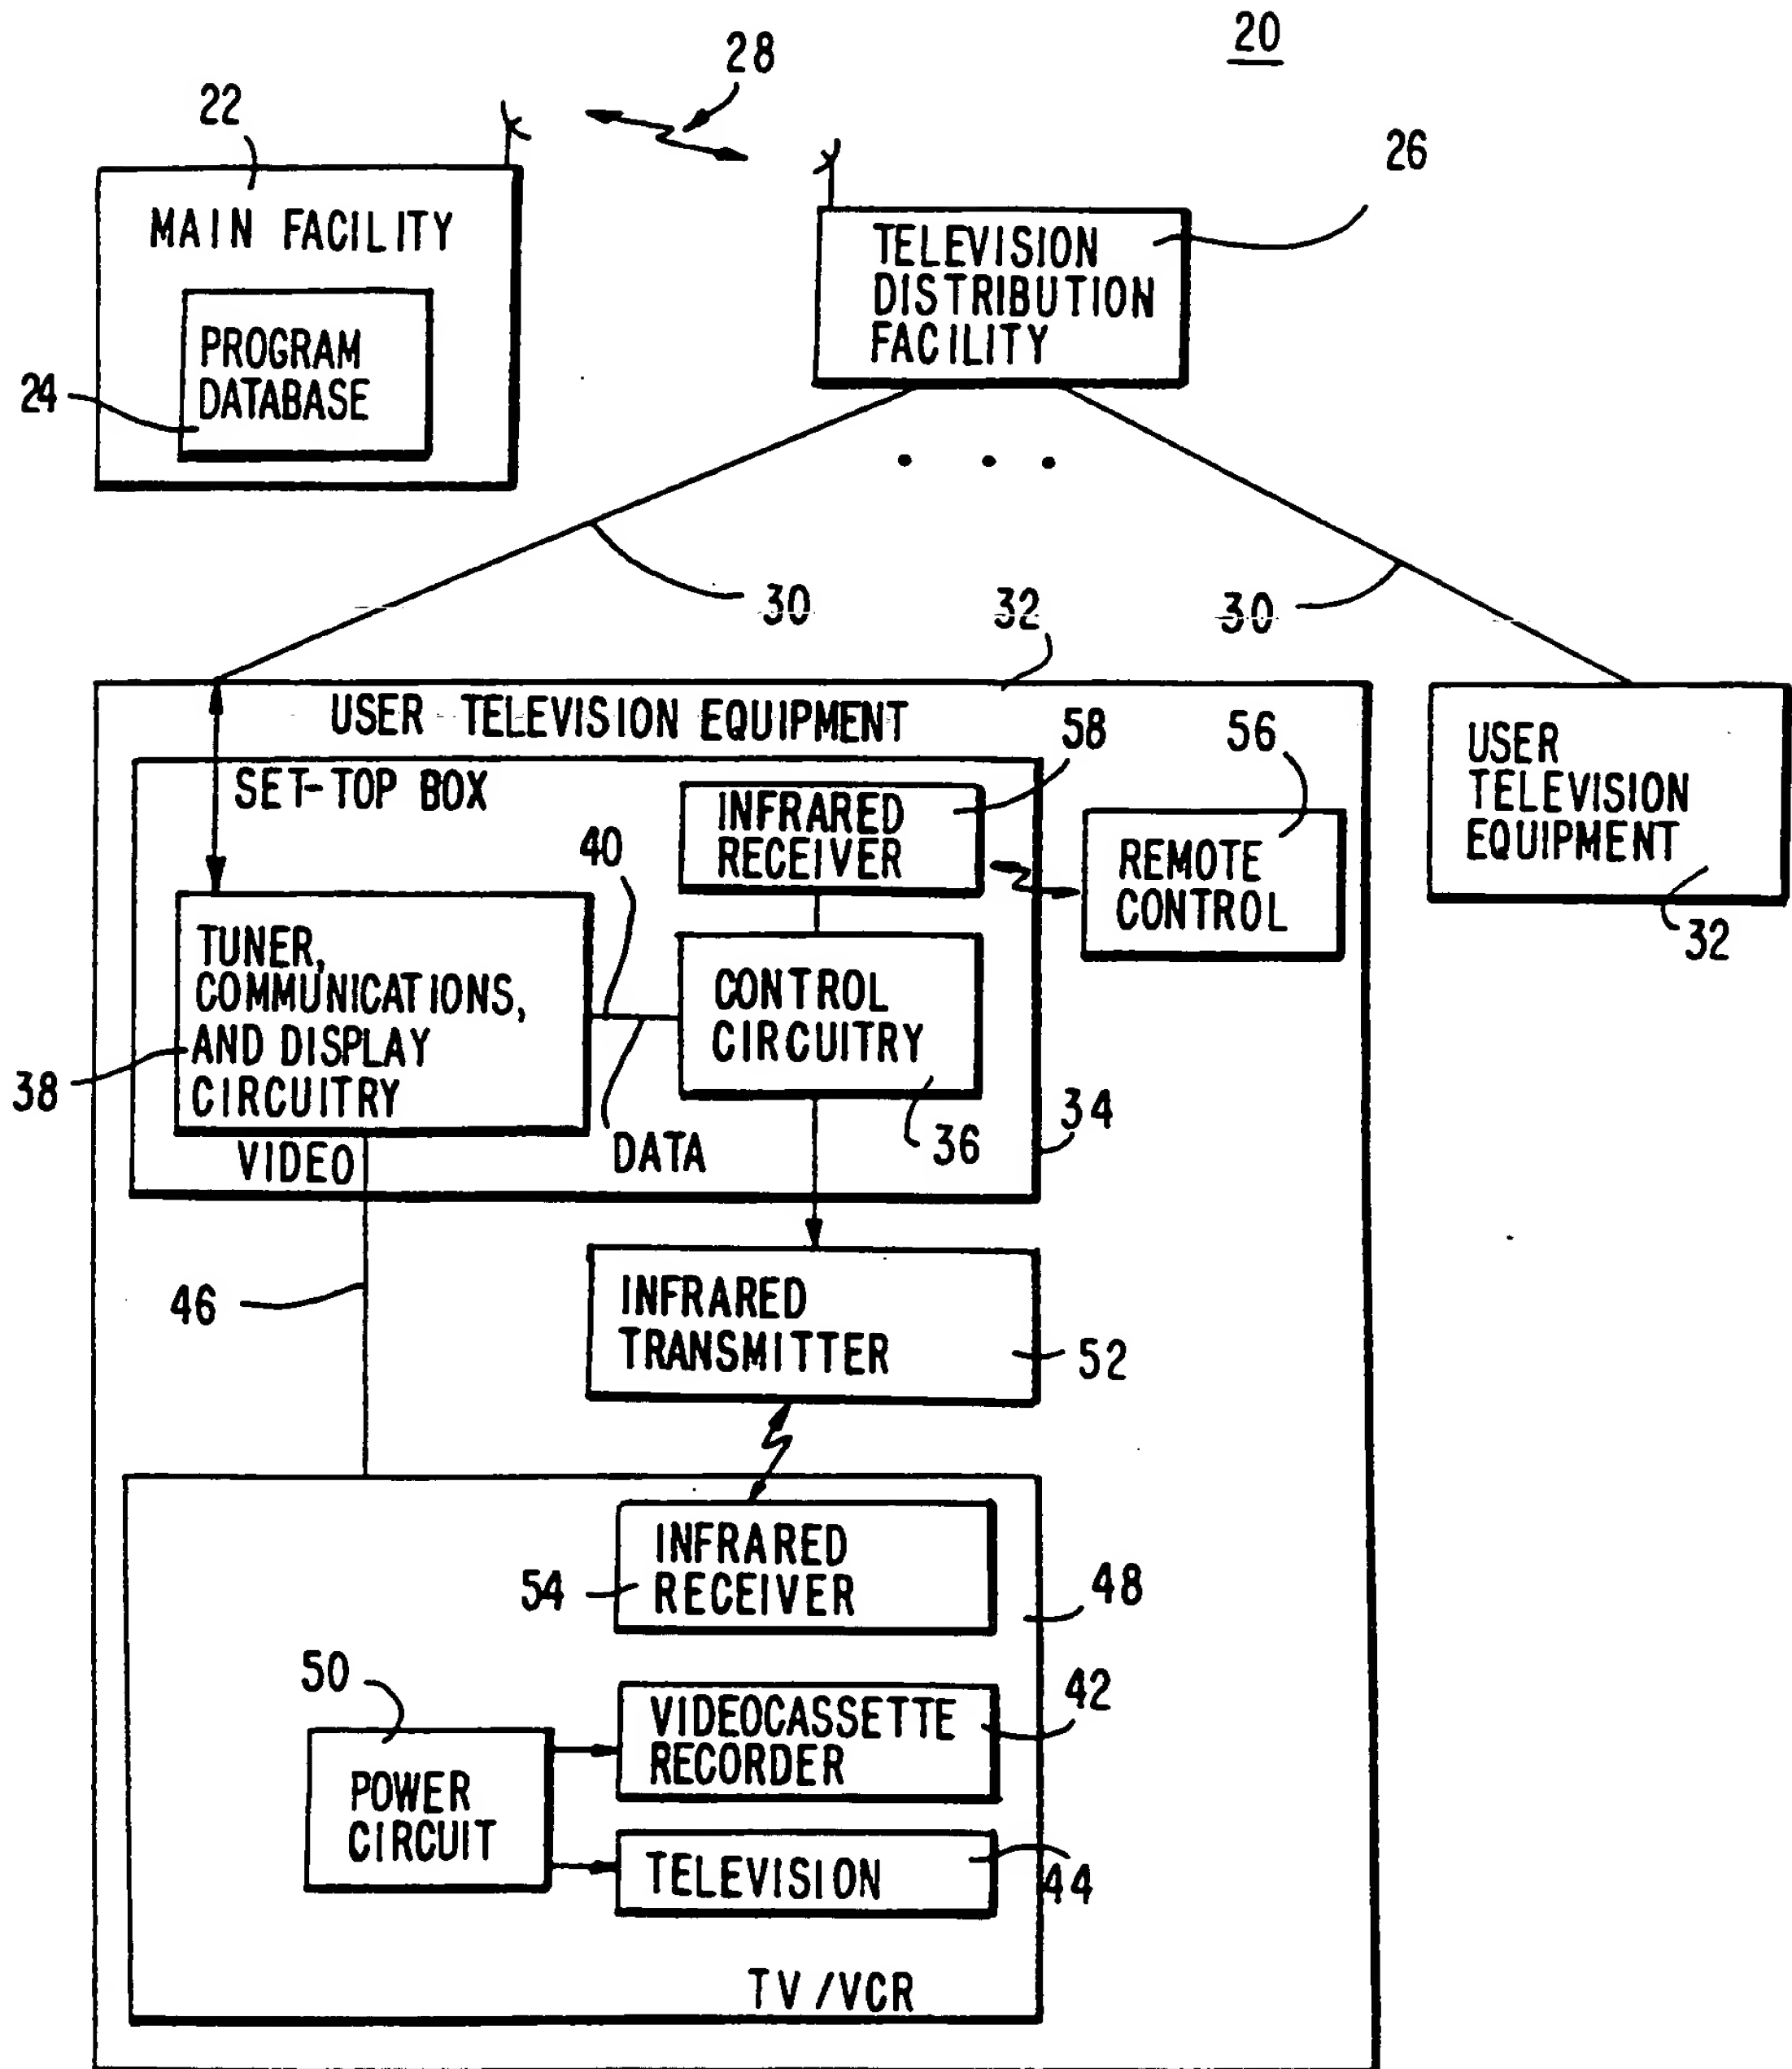 20
28
22
26
MAIN FACILITY
PROGRAM
DATABASE
24
TELEVISION
DISTRIBUTION
FACILITY
30
30
32
USER TELEVISION EQUIPMENT
SET-TOP BOX
58
56
INFRARED
RECEIVER
40
REMOTE
CONTROL
USER
TELEVISION
EQUIPMENT
32
TUNER,
COMMUNICATIONS,
AND DISPLAY
CIRCUITRY
38
CONTROL
CIRCUITRY
36
34
VIDEO
DATA
46
INFRARED
TRANSMITTER
52
INFRARED
RECEIVER
54
48
50
VIDEOCASSETTE
RECORDER
42
POWER
CIRCUIT
TELEVISION
44
TV/VCR